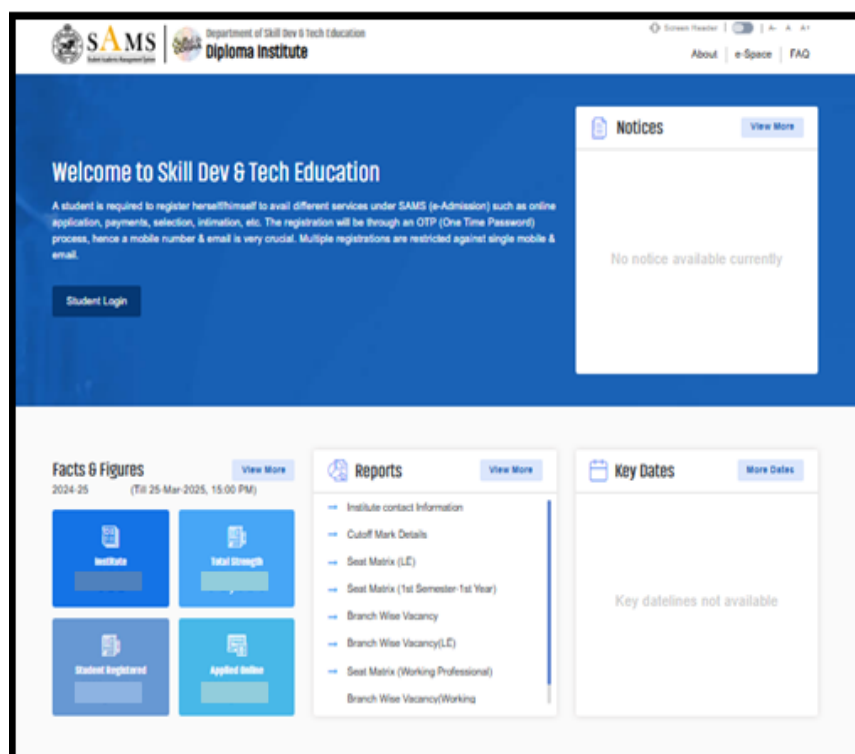 SAMS
Student Academic Management System
Department of Skill Dev & Tech Education
Diploma Institute
Screen Reader
A- A A+
About e-Space FAQ
Welcome to Skill Dev & Tech Education
A student is required to register herself/himself to avail different services under SAMS (e-Admission) such as online
application, payments, selection, intimation, etc. The registration will be through an OTP (One Time Password)
process, hence a mobile number & email is very crucial. Multiple registrations are restricted against single mobile &
email.
Student Login
Notices
View More
No notice available currently
Facts & Figures
View More
2024-25 (Till 25-Mar-2025, 15:00 PM)
Institute
Total Strength
Student Registered
Applied Online
Reports
View More
Institute contact Information
Cutoff Mark Details
Seat Matrix (LE)
Seat Matrix (1st Semester-1st Year)
Branch Wise Vacancy
Branch Wise Vacancy(LE)
Seat Matrix (Working Professional)
Branch Wise Vacancy(Working
Key Dates
More Dates
Key datelines not available